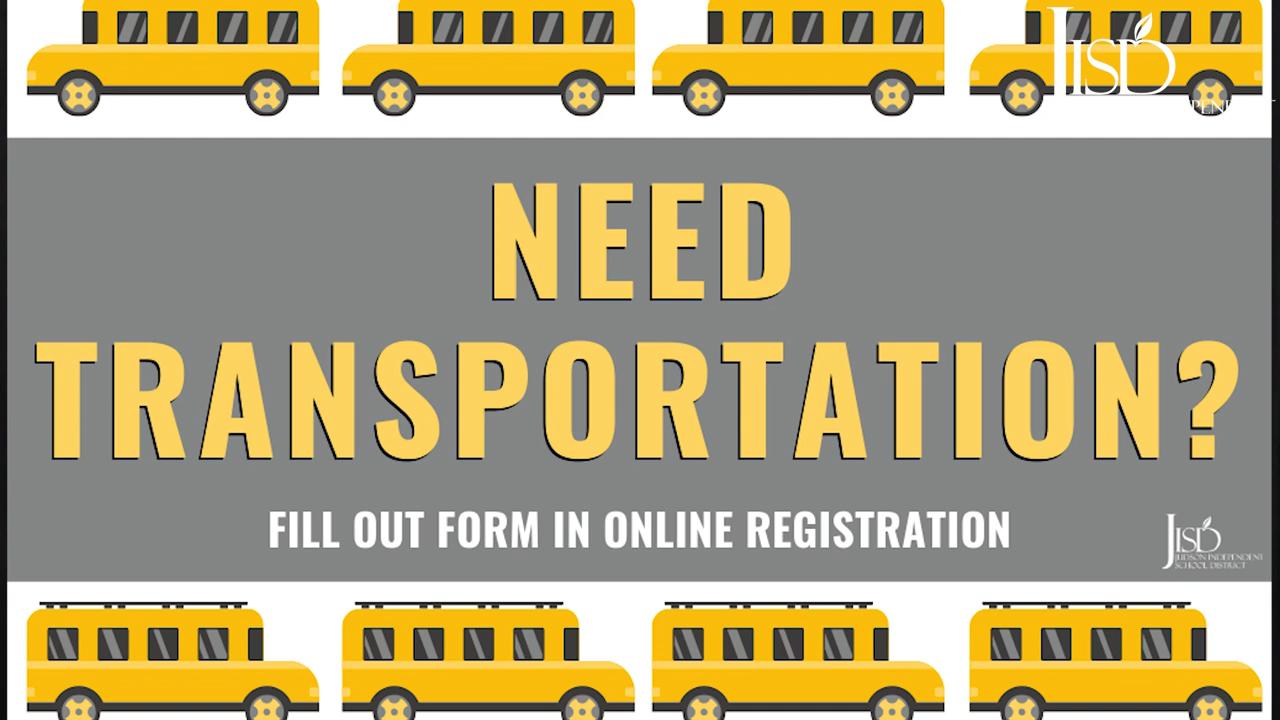 JISD
NEED
TRANSPORTATION?
FILL OUT FORM IN ONLINE REGISTRATION
JISD
JUDSON INDEPENDENT
SCHOOL DISTRICT